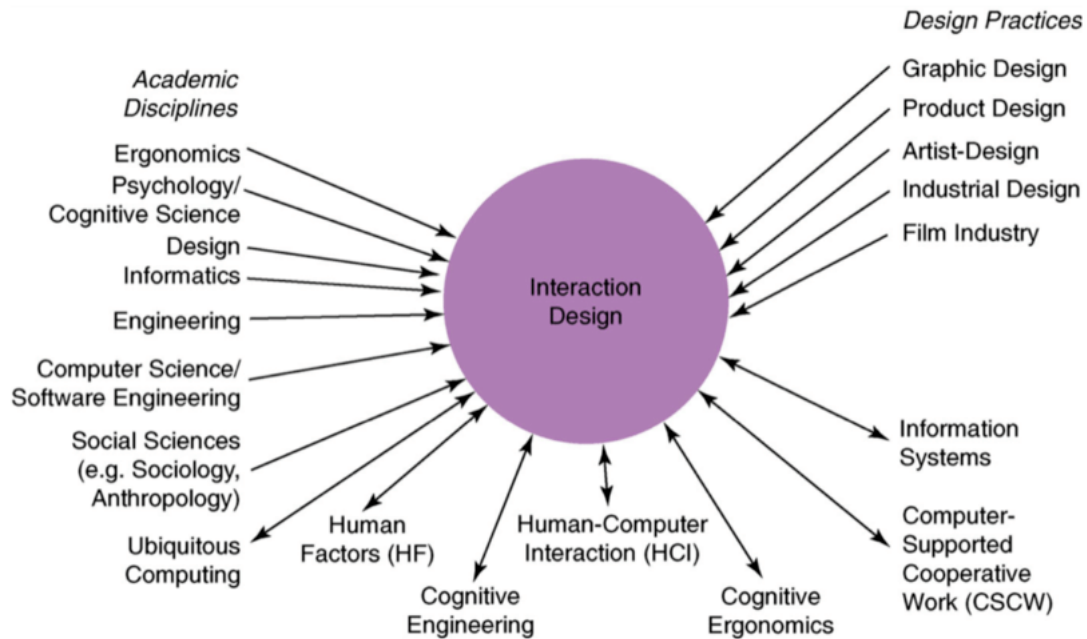 Design Practices
Graphic Design
Product Design
Artist-Design
Industrial Design
Film Industry
Academic
Disciplines
Ergonomics
Psychology/
Cognitive Science
Design
Informatics
Engineering
Computer Science/
Software Engineering
Social Sciences
(e.g. Sociology,
Anthropology)
Interaction
Design
Ubiquitous
Computing
Human
Factors (HF)
Cognitive
Engineering
Human-Computer
Interaction (HCI)
Cognitive
Ergonomics
Information
Systems
Computer-
Supported
Cooperative
Work (CSCW)